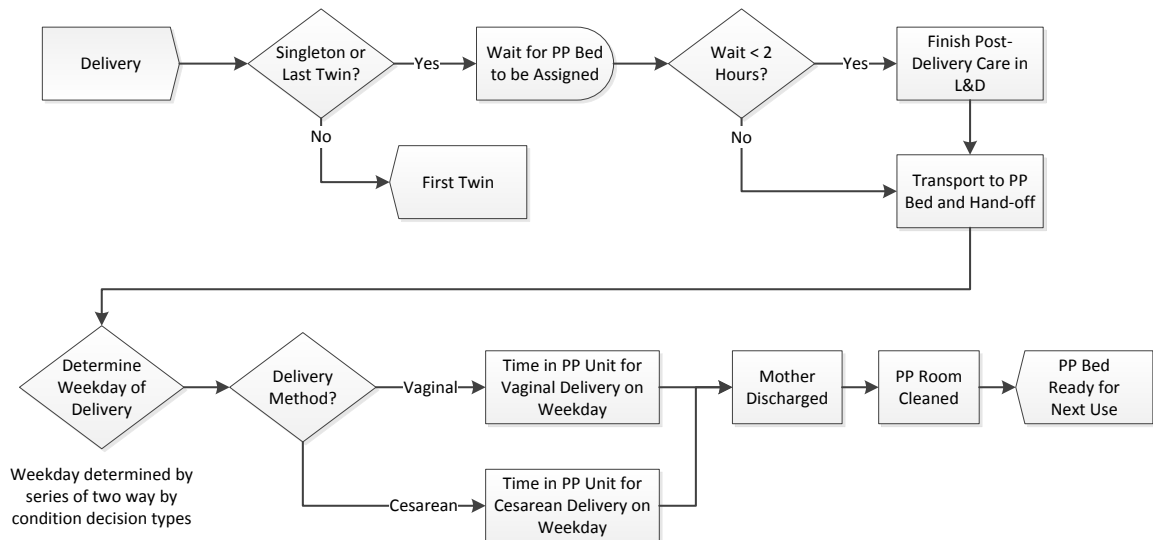 Delivery
Singleton or
Last Twin?
Yes
Wait for PP Bed
to be Assigned
Wait < 2
Hours?
Yes
Finish Post-
Delivery Care in
L&D
No
First Twin
No
Transport to PP
Bed and Hand-off
Determine
Weekday of
Delivery
Delivery
Method?
Vaginal
Time in PP Unit for
Vaginal Delivery on
Weekday
Mother
Discharged
PP Room
Cleaned
PP Bed
Ready for
Next Use
Weekday determined by
series of two way by
condition decision types
Cesarean
Time in PP Unit for
Cesarean Delivery on
Weekday